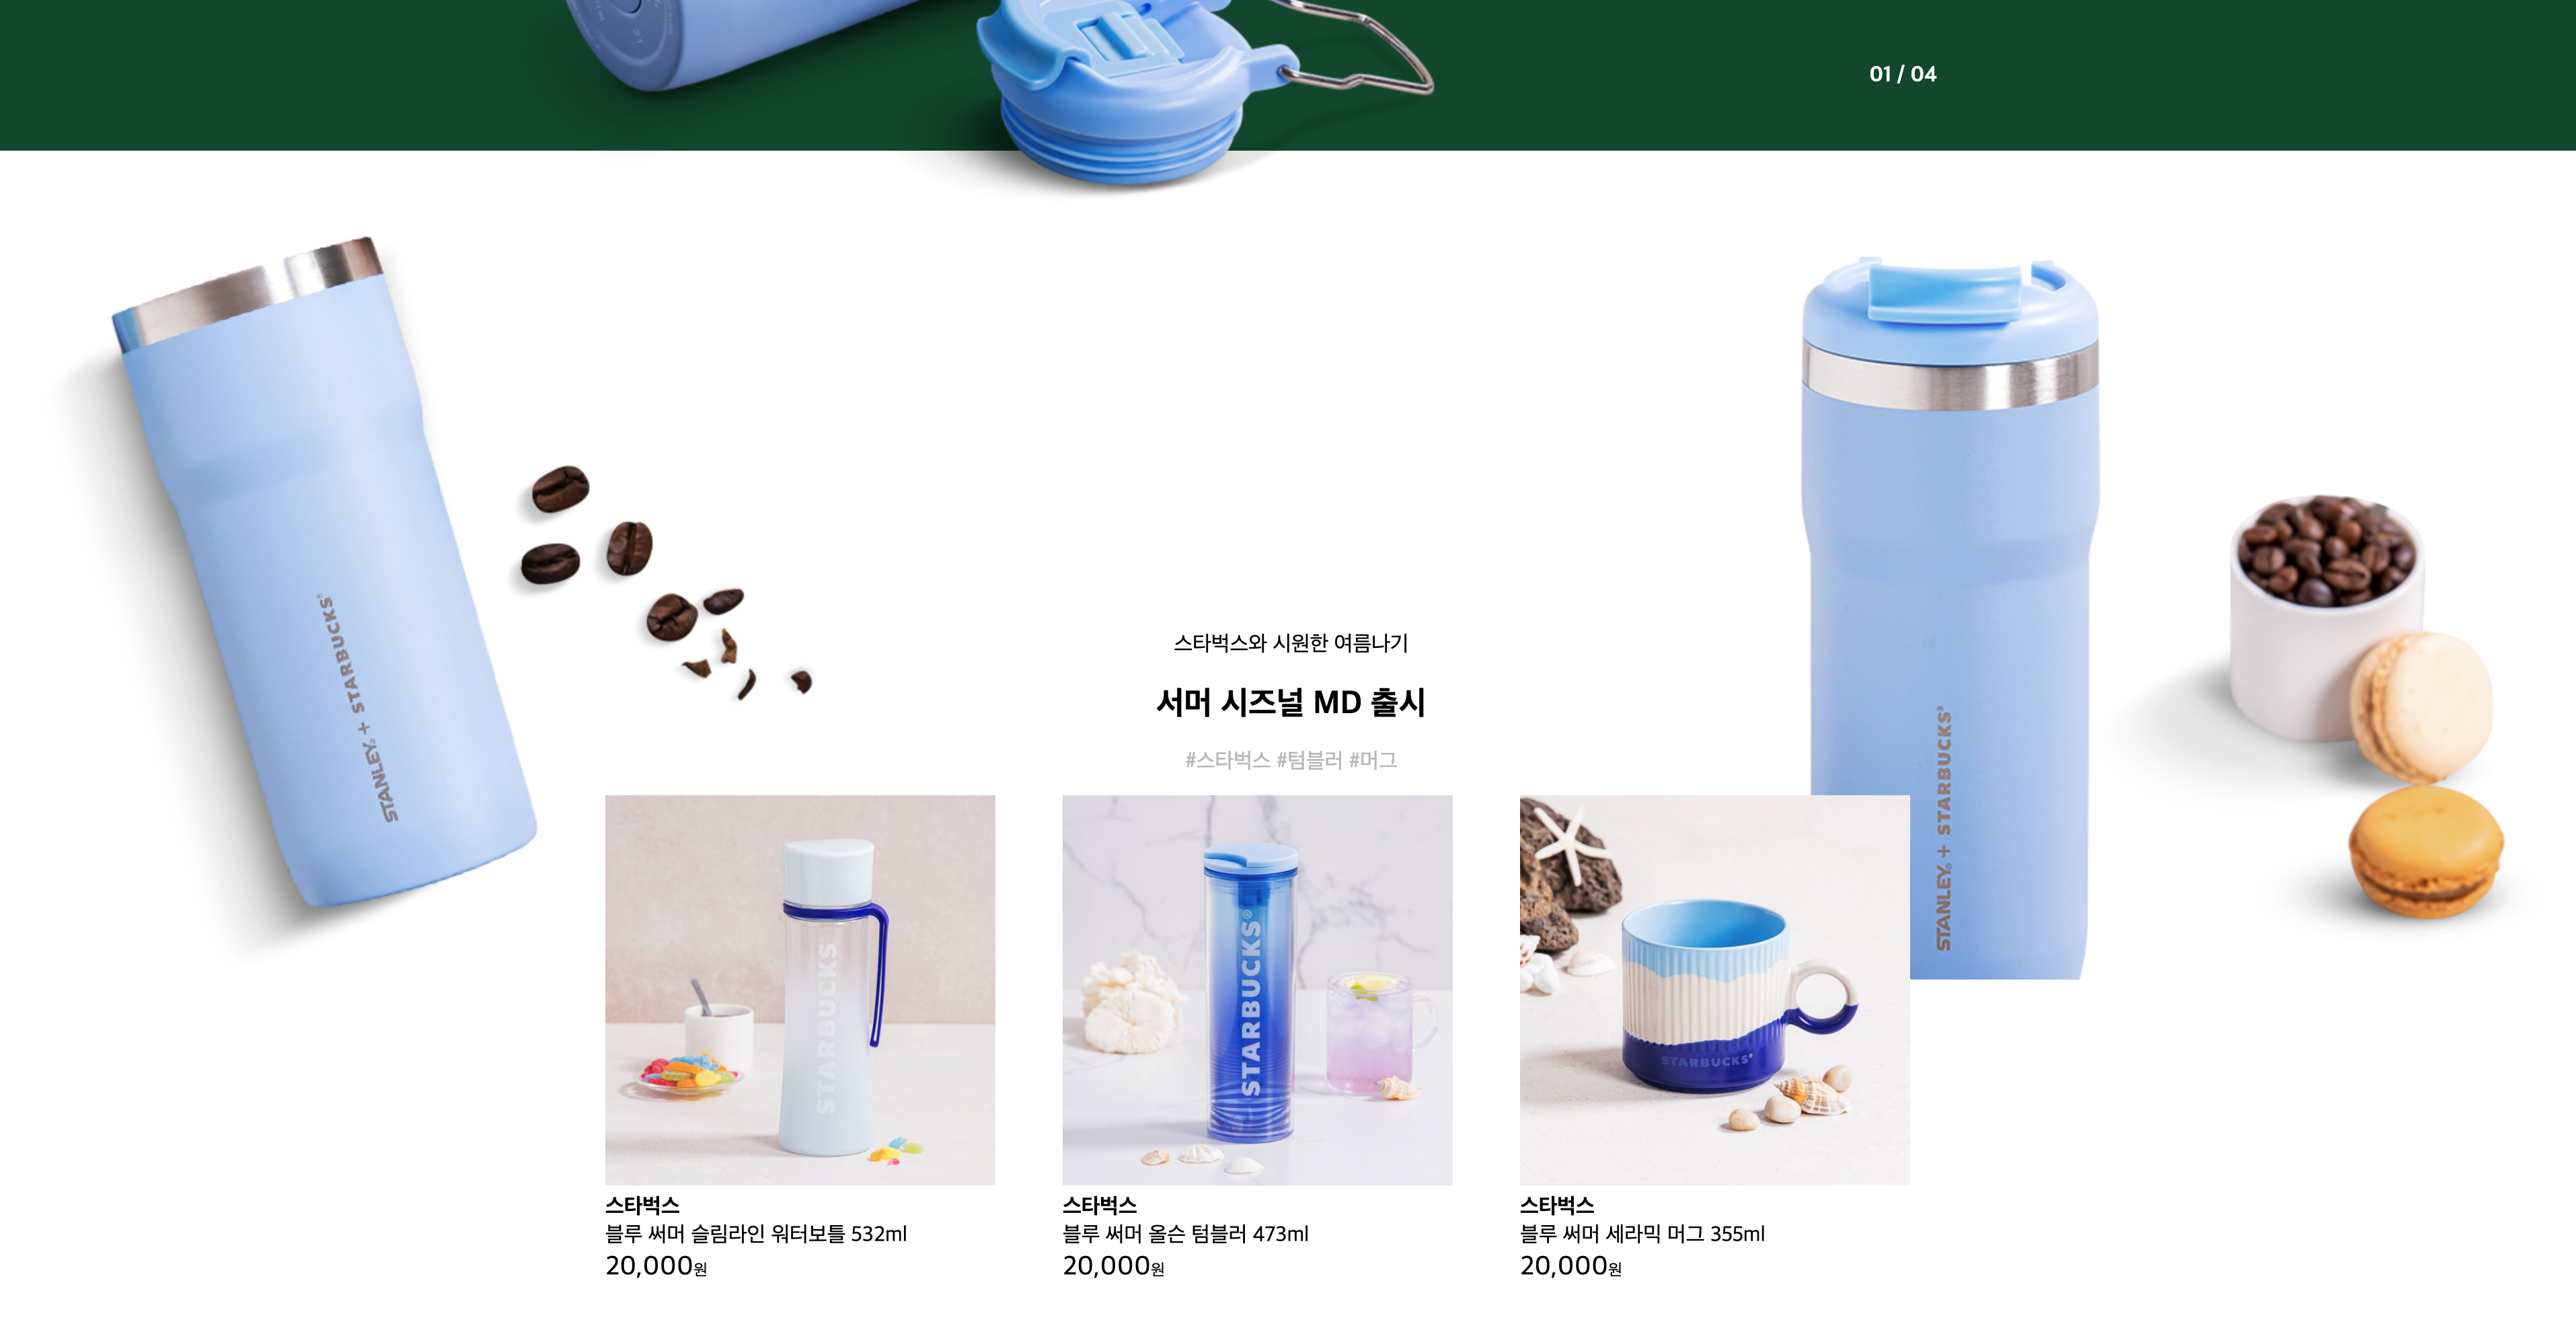 01 / 04
STANLEY + STARBUCKS®
STANLEY + STARBUCKS®
스타벅스와 시원한 여름나기
서머 시즈널 MD 출시
#스타벅스 #텀블러 #머그
STARBUCKS
STARBUCKS®
STARBUCKS®
스타벅스
블루 써머 슬림라인 워터보틀 532ml
20,000원
스타벅스
블루 써머 올슨 텀블러 473ml
20,000원
스타벅스
블루 써머 세라믹 머그 355ml
20,000원